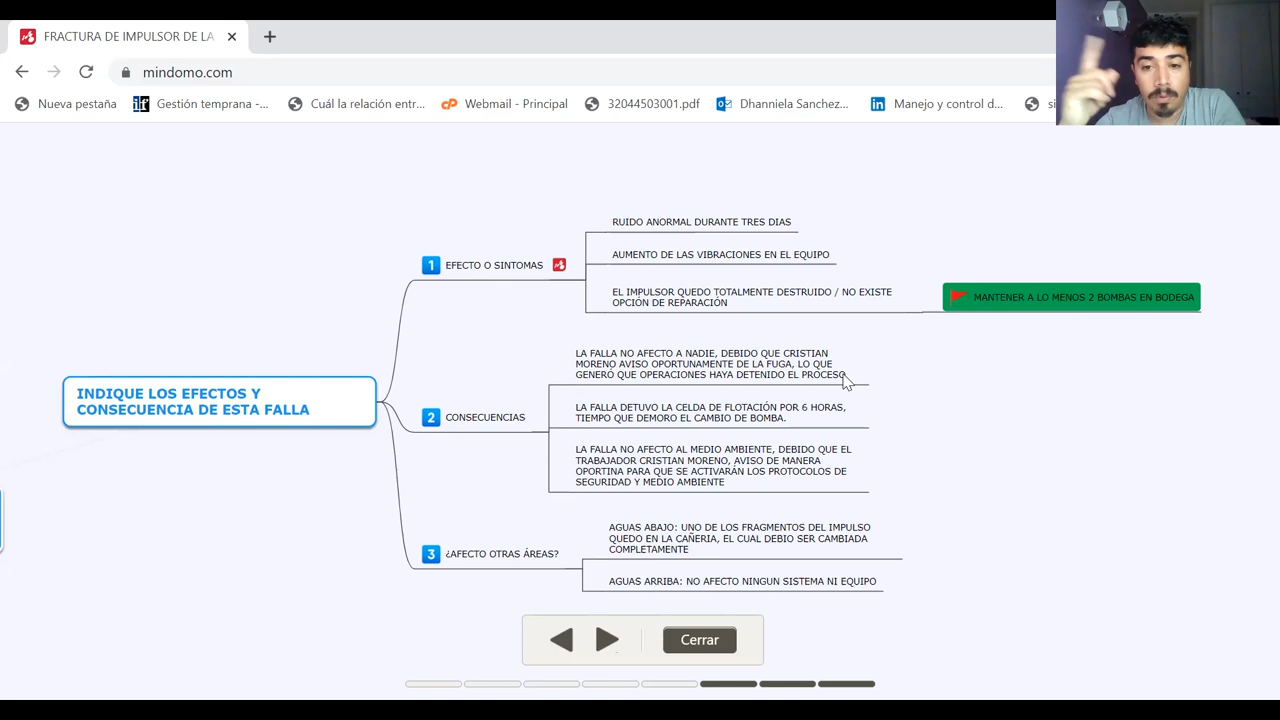 FRACTURA DE IMPULSOR DE LA
mindomo.com
Nueva pestaña
Gestión temprana -...
Cuál la relación entr...
Webmail - Principal
32044503001.pdf
Dhanniela Sanchez...
Manejo y control d...
si
INDIQUE LOS EFECTOS Y
CONSECUENCIA DE ESTA FALLA
1 EFECTO O SINTOMAS
RUIDO ANORMAL DURANTE TRES DIAS
AUMENTO DE LAS VIBRACIONES EN EL EQUIPO
EL IMPULSOR QUEDO TOTALMENTE DESTRUIDO / NO EXISTE
OPCIÓN DE REPARACIÓN
MANTENER A LO MENOS 2 BOMBAS EN BODEGA
2 CONSECUENCIAS
LA FALLA NO AFECTO A NADIE, DEBIDO QUE CRISTIAN
MORENO AVISO OPORTUNAMENTE DE LA FUGA, LO QUE
GENERÓ QUE OPERACIONES HAYA DETENIDO EL PROCESO
LA FALLA DETUVO LA CELDA DE FLOTACIÓN POR 6 HORAS,
TIEMPO QUE DEMORO EL CAMBIO DE BOMBA.
LA FALLA NO AFECTO AL MEDIO AMBIENTE, DEBIDO QUE EL
TRABAJADOR CRISTIAN MORENO, AVISO DE MANERA
OPORTINA PARA QUE SE ACTIVARÁN LOS PROTOCOLOS DE
SEGURIDAD Y MEDIO AMBIENTE
3 ¿AFECTO OTRAS ÁREAS?
AGUAS ABAJO: UNO DE LOS FRAGMENTOS DEL IMPULSO
QUEDO EN LA CAÑERIA, EL CUAL DEBIO SER CAMBIADA
COMPLETAMENTE
AGUAS ARRIBA: NO AFECTO NINGUN SISTEMA NI EQUIPO
Cerrar